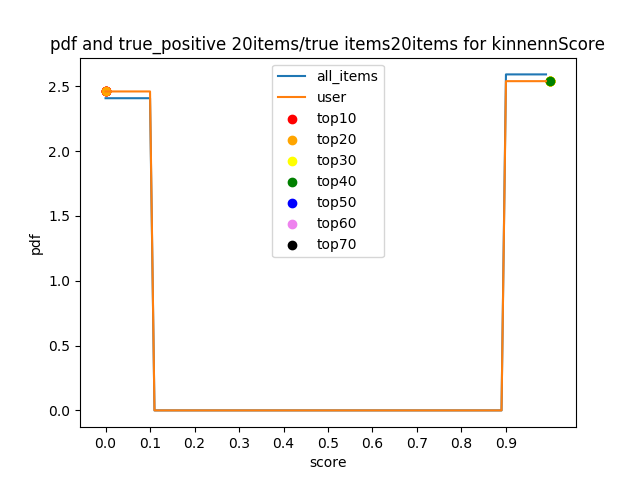 pdf and true_positive 20items/true items20items for kinnennScore
all_items
user
top10
top20
top30
top40
top50
top60
top70
2.5
2.0
1.5
1.0
0.5
0.0
pdf
0.0 0.1 0.2 0.3 0.4 0.5 0.6 0.7 0.8 0.9
score